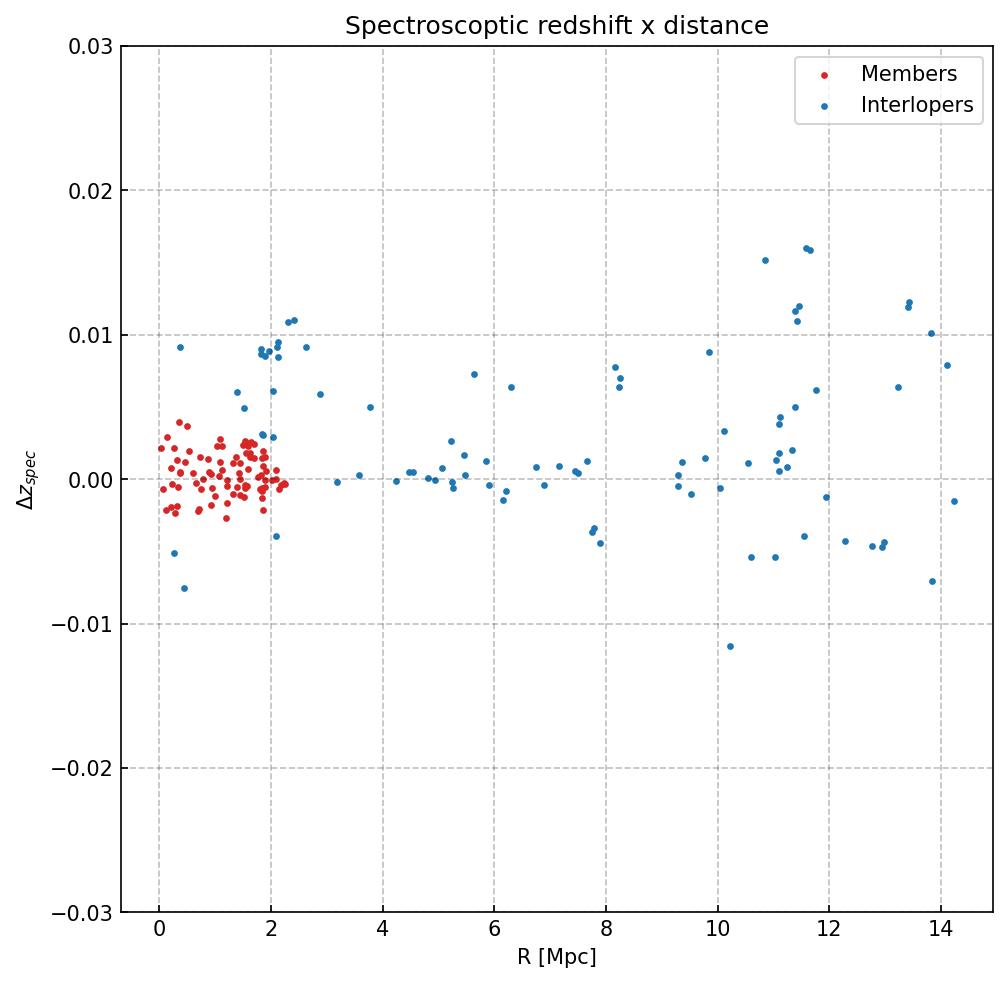 Spectroscoptic redshift x distance
Members
Interlopers
0.03
0.02
0.01
0.00
−0.01
−0.02
−0.03
Δz_spec
0 2 4 6 8 10 12 14
R [Mpc]